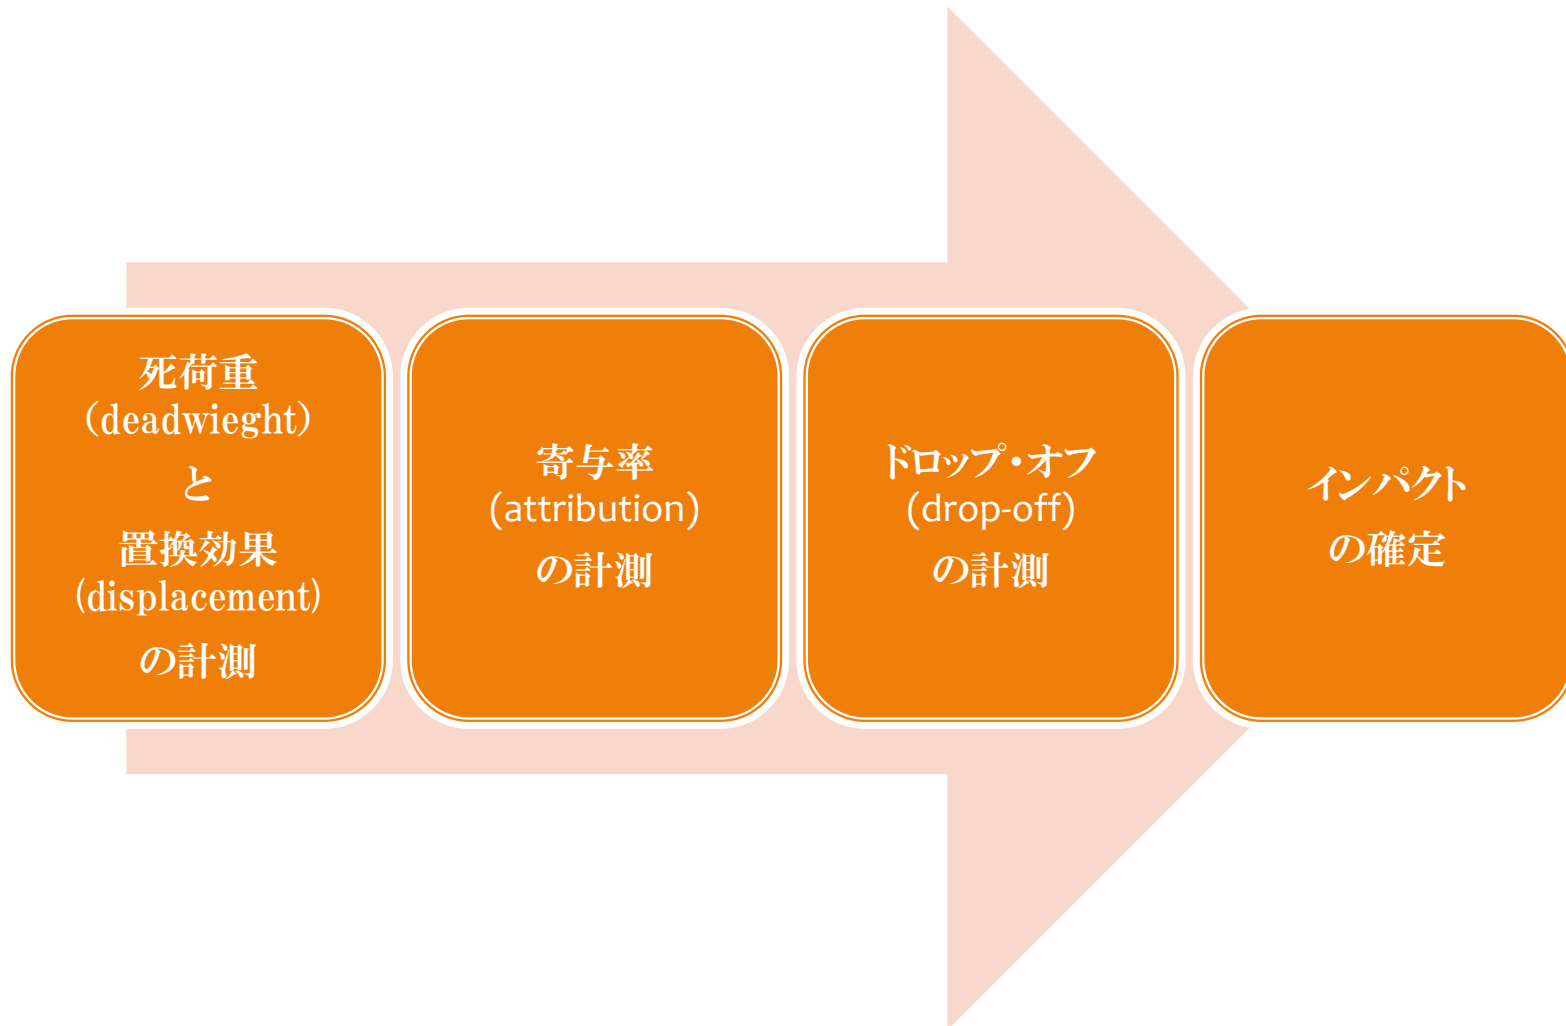 死荷重
(deadwieght)
と
置換効果
(displacement)
の計測
寄与率
(attribution)
の計測
ドロップ・オフ
(drop-off)
の計測
インパクト
の確定